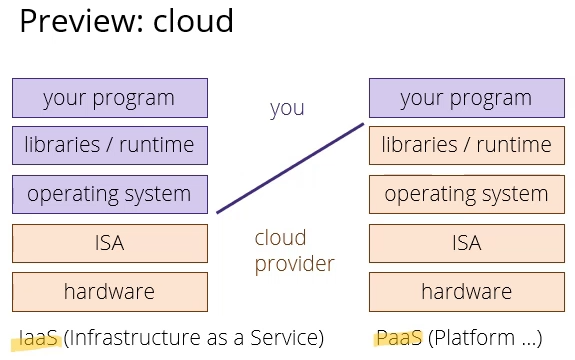 Preview: cloud
your program
libraries / runtime
operating system
ISA
hardware
IaaS (Infrastructure as a Service)
you
cloud
provider
your program
libraries / runtime
operating system
ISA
hardware
PaaS (Platform ...)